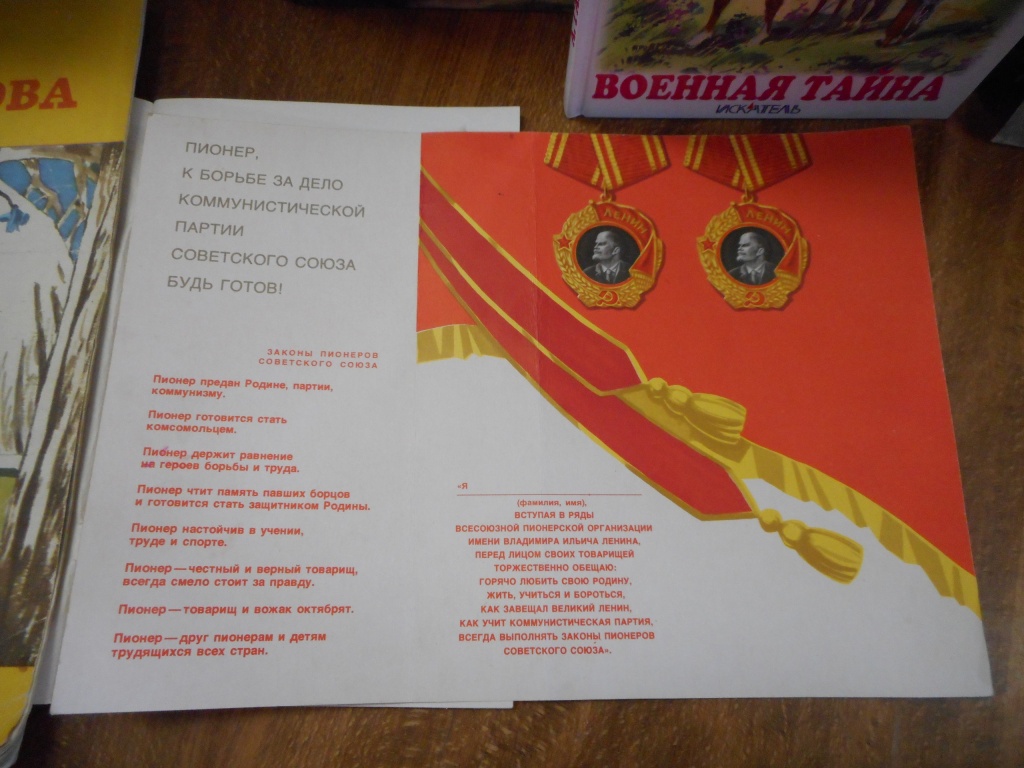 ОВА
ВОЕННАЯ ТАЙНА
ИСКАТЕЛЬ
ПИОНЕР,
К БОРЬБЕ ЗА ДЕЛО
КОММУНИСТИЧЕСКОЙ
ПАРТИИ
СОВЕТСКОГО СОЮЗА
БУДЬ ГОТОВ!
ЗАКОНЫ ПИОНЕРОВ
СОВЕТСКОГО СОЮЗА
Пионер предан Родине, партии,
коммунизму.
Пионер готовится стать
комсомольцем.
Пионер держит равнение
на героев борьбы и труда.
Пионер чтит память павших борцов
и готовится стать защитником Родины.
Пионер настойчив в учении,
труде и спорте.
Пионер — честный и верный товарищ,
всегда смело стоит за правду.
Пионер — товарищ и вожак октябрят.
Пионер — друг пионерам и детям
трудящихся всех стран.
ЛЕНИН
ЛЕНИН
«Я
(фамилия, имя),
ВСТУПАЯ В РЯДЫ
ВСЕСОЮЗНОЙ ПИОНЕРСКОЙ ОРГАНИЗАЦИИ
ИМЕНИ ВЛАДИМИРА ИЛЬИЧА ЛЕНИНА,
ПЕРЕД ЛИЦОМ СВОИХ ТОВАРИЩЕЙ
ТОРЖЕСТВЕННО ОБЕЩАЮ:
ГОРЯЧО ЛЮБИТЬ СВОЮ РОДИНУ,
ЖИТЬ, УЧИТЬСЯ И БОРОТЬСЯ,
КАК ЗАВЕЩАЛ ВЕЛИКИЙ ЛЕНИН,
КАК УЧИТ КОММУНИСТИЧЕСКАЯ ПАРТИЯ,
ВСЕГДА ВЫПОЛНЯТЬ ЗАКОНЫ ПИОНЕРОВ
СОВЕТСКОГО СОЮЗА».